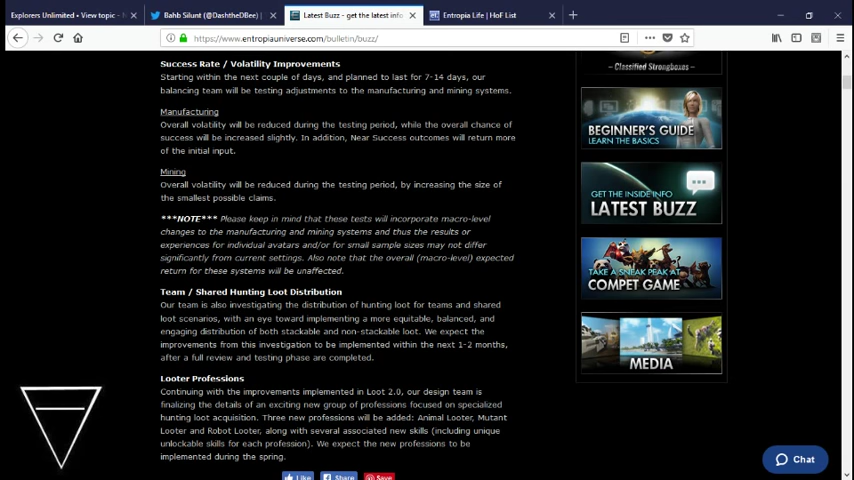 Explorers Unlimited • View topic –
Bahb Silunt (@DashtheDBee) |
Latest Buzz - get the latest info
Entropia Life | HoF List
https://www.entropiauniverse.com/bulletin/buzz/
Success Rate / Volatility Improvements
Starting within the next couple of days, and planned to last for 7-14 days, our
balancing team will be testing adjustments to the manufacturing and mining systems.
Manufacturing
Overall volatility will be reduced during the testing period, while the overall chance of
success will be increased slightly. In addition, Near Success outcomes will return more
of the initial input.
Mining
Overall volatility will be reduced during the testing period, by increasing the size of
the smallest possible claims.
***NOTE*** Please keep in mind that these tests will incorporate macro-level
changes to the manufacturing and mining systems and thus the results or
experiences for individual avatars and/or for small sample sizes may not differ
significantly from current settings. Also note that the overall (macro-level) expected
return for these systems will be unaffected.
Team / Shared Hunting Loot Distribution
Our team is also investigating the distribution of hunting loot for teams and shared
loot scenarios, with an eye toward implementing a more equitable, balanced, and
engaging distribution of both stackable and non-stackable loot. We expect the
improvements from this investigation to be implemented within the next 1-2 months,
after a full review and testing phase are completed.
Looter Professions
Continuing with the improvements implemented in Loot 2.0, our design team is
finalizing the details of an exciting new group of professions focused on specialized
hunting loot acquisition. Three new professions will be added: Animal Looter, Mutant
Looter and Robot Looter, along with several associated new skills (including unique
unlockable skills for each profession). We expect the new professions to be
implemented during the spring.
Like
Share
Save
– Classified Strongboxes –
BEGINNER'S GUIDE
LEARN THE BASICS
GET THE INSIDE INFO
LATEST BUZZ
TAKE A SNEAK PEAK AT
COMPET GAME
MEDIA
Chat